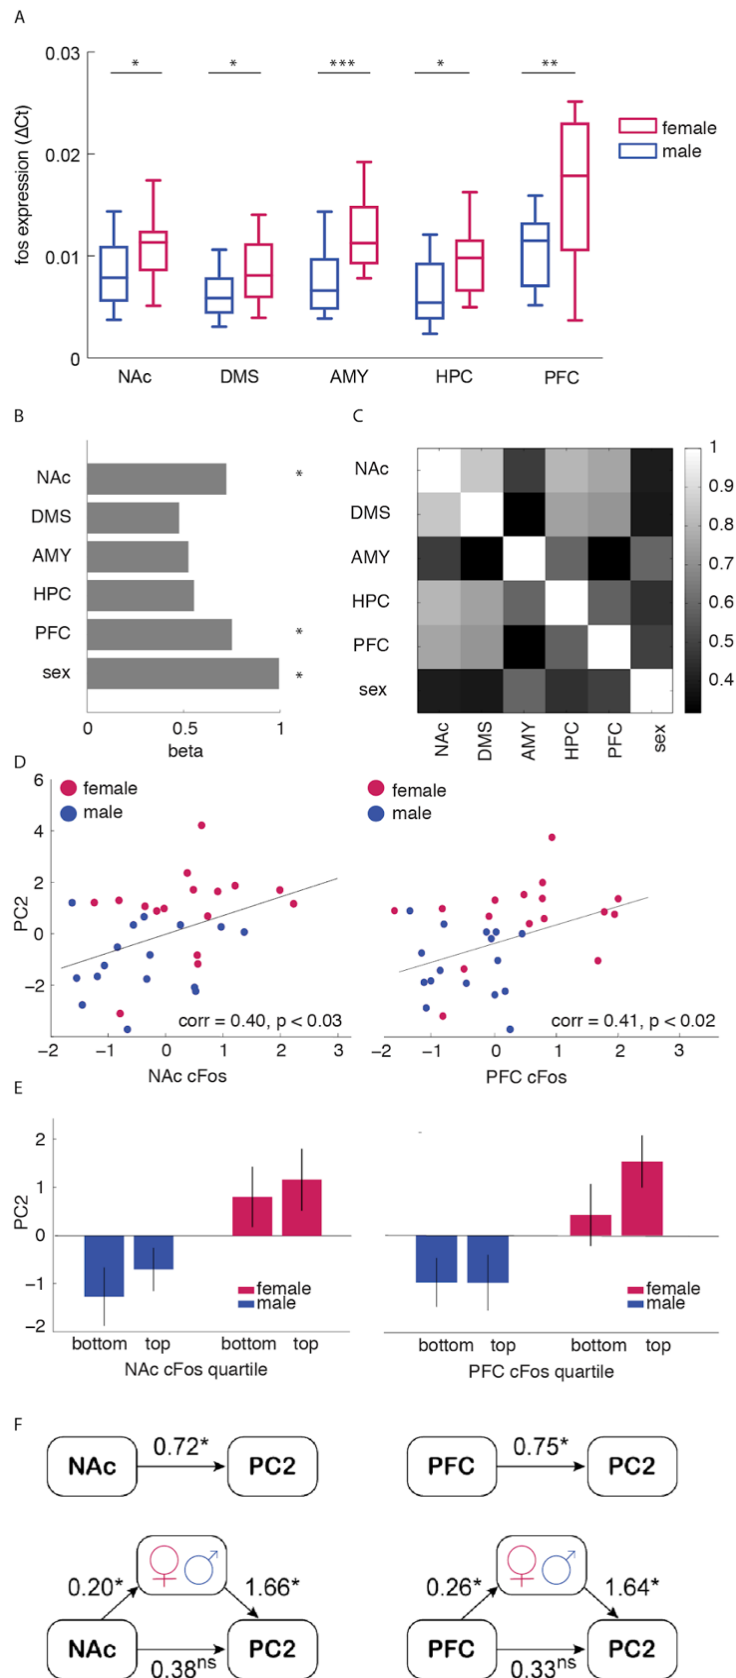 A
* * *** * **
0.03
0.02
0.01
0
fos expression (ΔCt)
female
male
NAc DMS AMY HPC PFC
B
NAc *
DMS
AMY
HPC
PFC *
sex *
0 0.5 1
beta
C
NAc
DMS
AMY
HPC
PFC
sex
NAc DMS AMY HPC PFC sex
1
0.9
0.8
0.7
0.6
0.5
0.4
D
6
4
2
0
−2
PC2
female
male
corr = 0.40, p < 0.03
−2 −1 0 1 2 3
NAc cFos
female
male
corr = 0.41, p < 0.02
−2 −1 0 1 2 3
PFC cFos
E
2
1
0
−1
−2
PC2
female
male
bottom top bottom top
NAc cFos quartile
female
male
bottom top bottom top
PFC cFos quartile
F
NAc 0.72* PC2
PFC 0.75* PC2
♀♂
0.20* 1.66*
NAc 0.38ns PC2
♀♂
0.26* 1.64*
PFC 0.33ns PC2